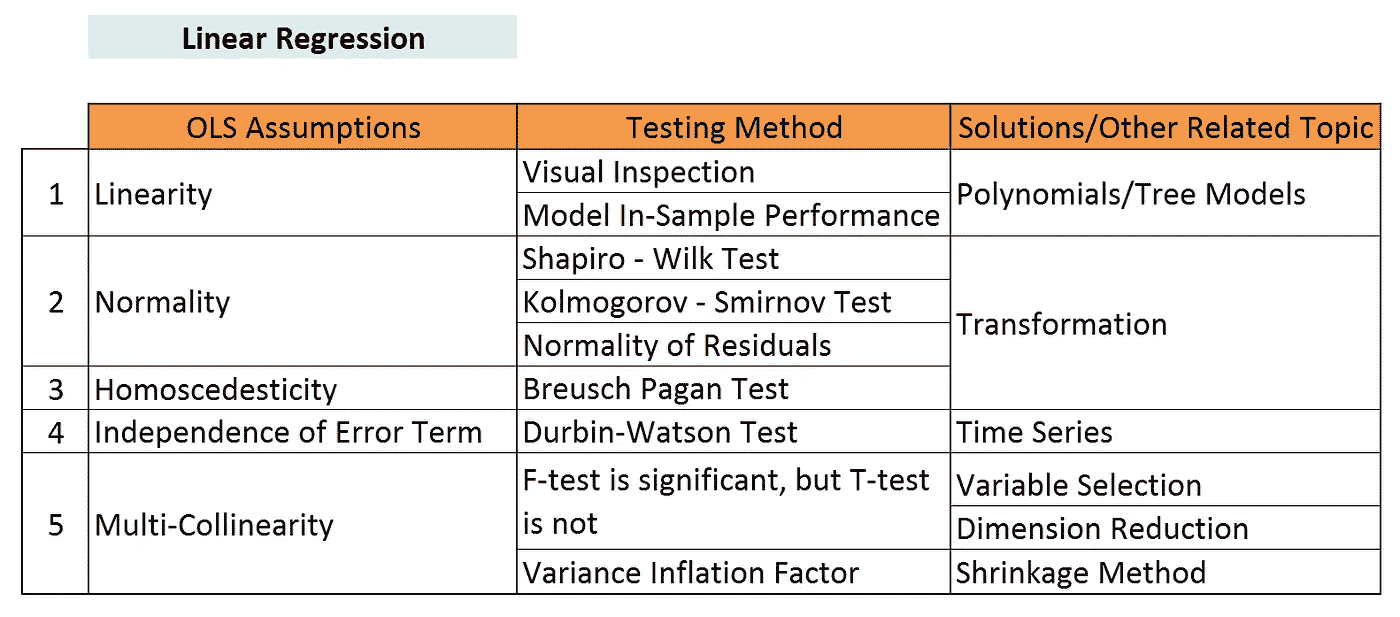 Linear Regression
OLS Assumptions Testing Method Solutions/Other Related Topic
1 Linearity Visual Inspection Polynomials/Tree Models
Model In-Sample Performance
2 Normality Shapiro - Wilk Test Transformation
Kolmogorov - Smirnov Test
Normality of Residuals
3 Homoscedesticity Breusch Pagan Test
4 Independence of Error Term Durbin-Watson Test Time Series
5 Multi-Collinearity F-test is significant, but T-test
is not
Variance Inflation Factor
Variable Selection
Dimension Reduction
Shrinkage Method